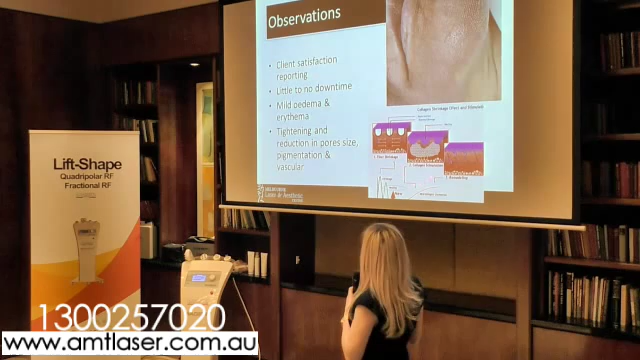 Observations
• Client satisfaction
reporting
• Little to no downtime
• Mild oedema &
erythema
• Tightening and
reduction in pores size,
pigmentation &
vascular
Lift-Shape
Quadripolar RF
Fractional RF
1300257020
www.amtlaser.com.au